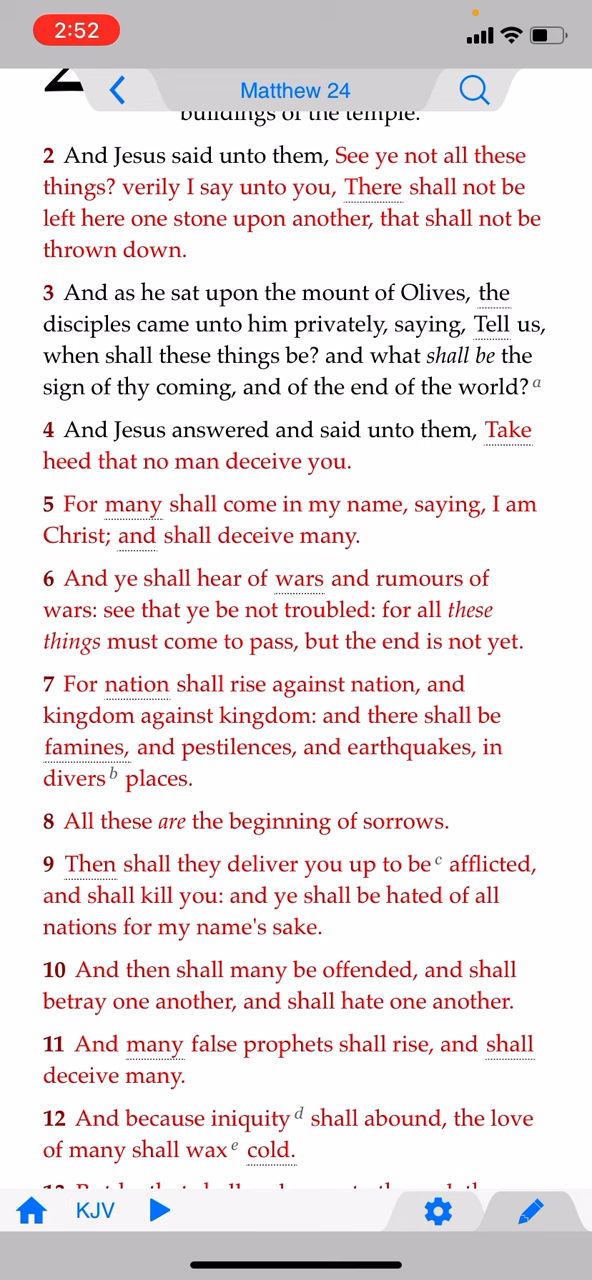 2:52
Matthew 24
buildings of the temple.
2 And Jesus said unto them, See ye not all these
things? verily I say unto you, There shall not be
left here one stone upon another, that shall not be
thrown down.
3 And as he sat upon the mount of Olives, the
disciples came unto him privately, saying, Tell us,
when shall these things be? and what shall be the
sign of thy coming, and of the end of the world? a
4 And Jesus answered and said unto them, Take
heed that no man deceive you.
5 For many shall come in my name, saying, I am
Christ; and shall deceive many.
6 And ye shall hear of wars and rumours of
wars: see that ye be not troubled: for all these
things must come to pass, but the end is not yet.
7 For nation shall rise against nation, and
kingdom against kingdom: and there shall be
famines, and pestilences, and earthquakes, in
divers b places.
8 All these are the beginning of sorrows.
9 Then shall they deliver you up to be c afflicted,
and shall kill you: and ye shall be hated of all
nations for my name's sake.
10 And then shall many be offended, and shall
betray one another, and shall hate one another.
11 And many false prophets shall rise, and shall
deceive many.
12 And because iniquity d shall abound, the love
of many shall wax e cold.
KJV